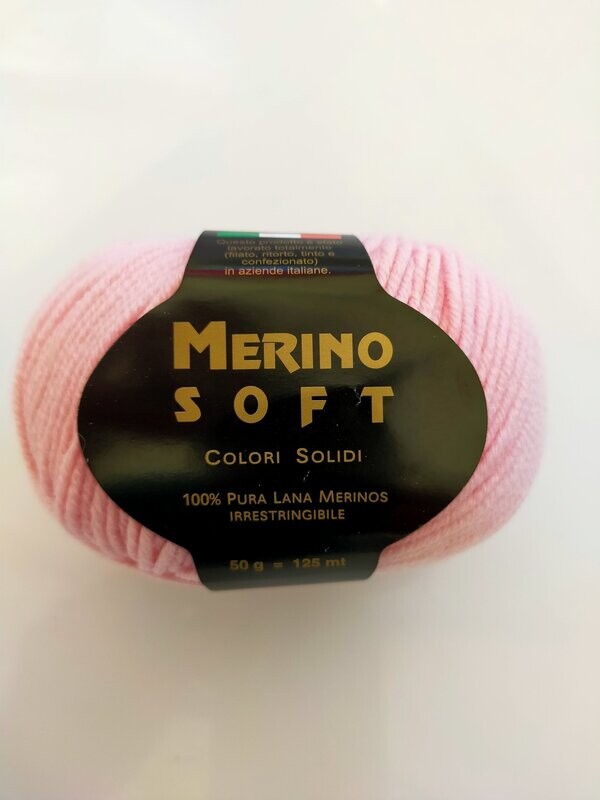 Questo prodotto è stato
lavorato totalmente
(filato, ritorto, tinto e
confezionato)
in aziende italiane.
MERINO
SOFT
COLORI SOLIDI
100% PURA LANA MERINOS
IRRESTRINGIBILE
50 g = 125 mt